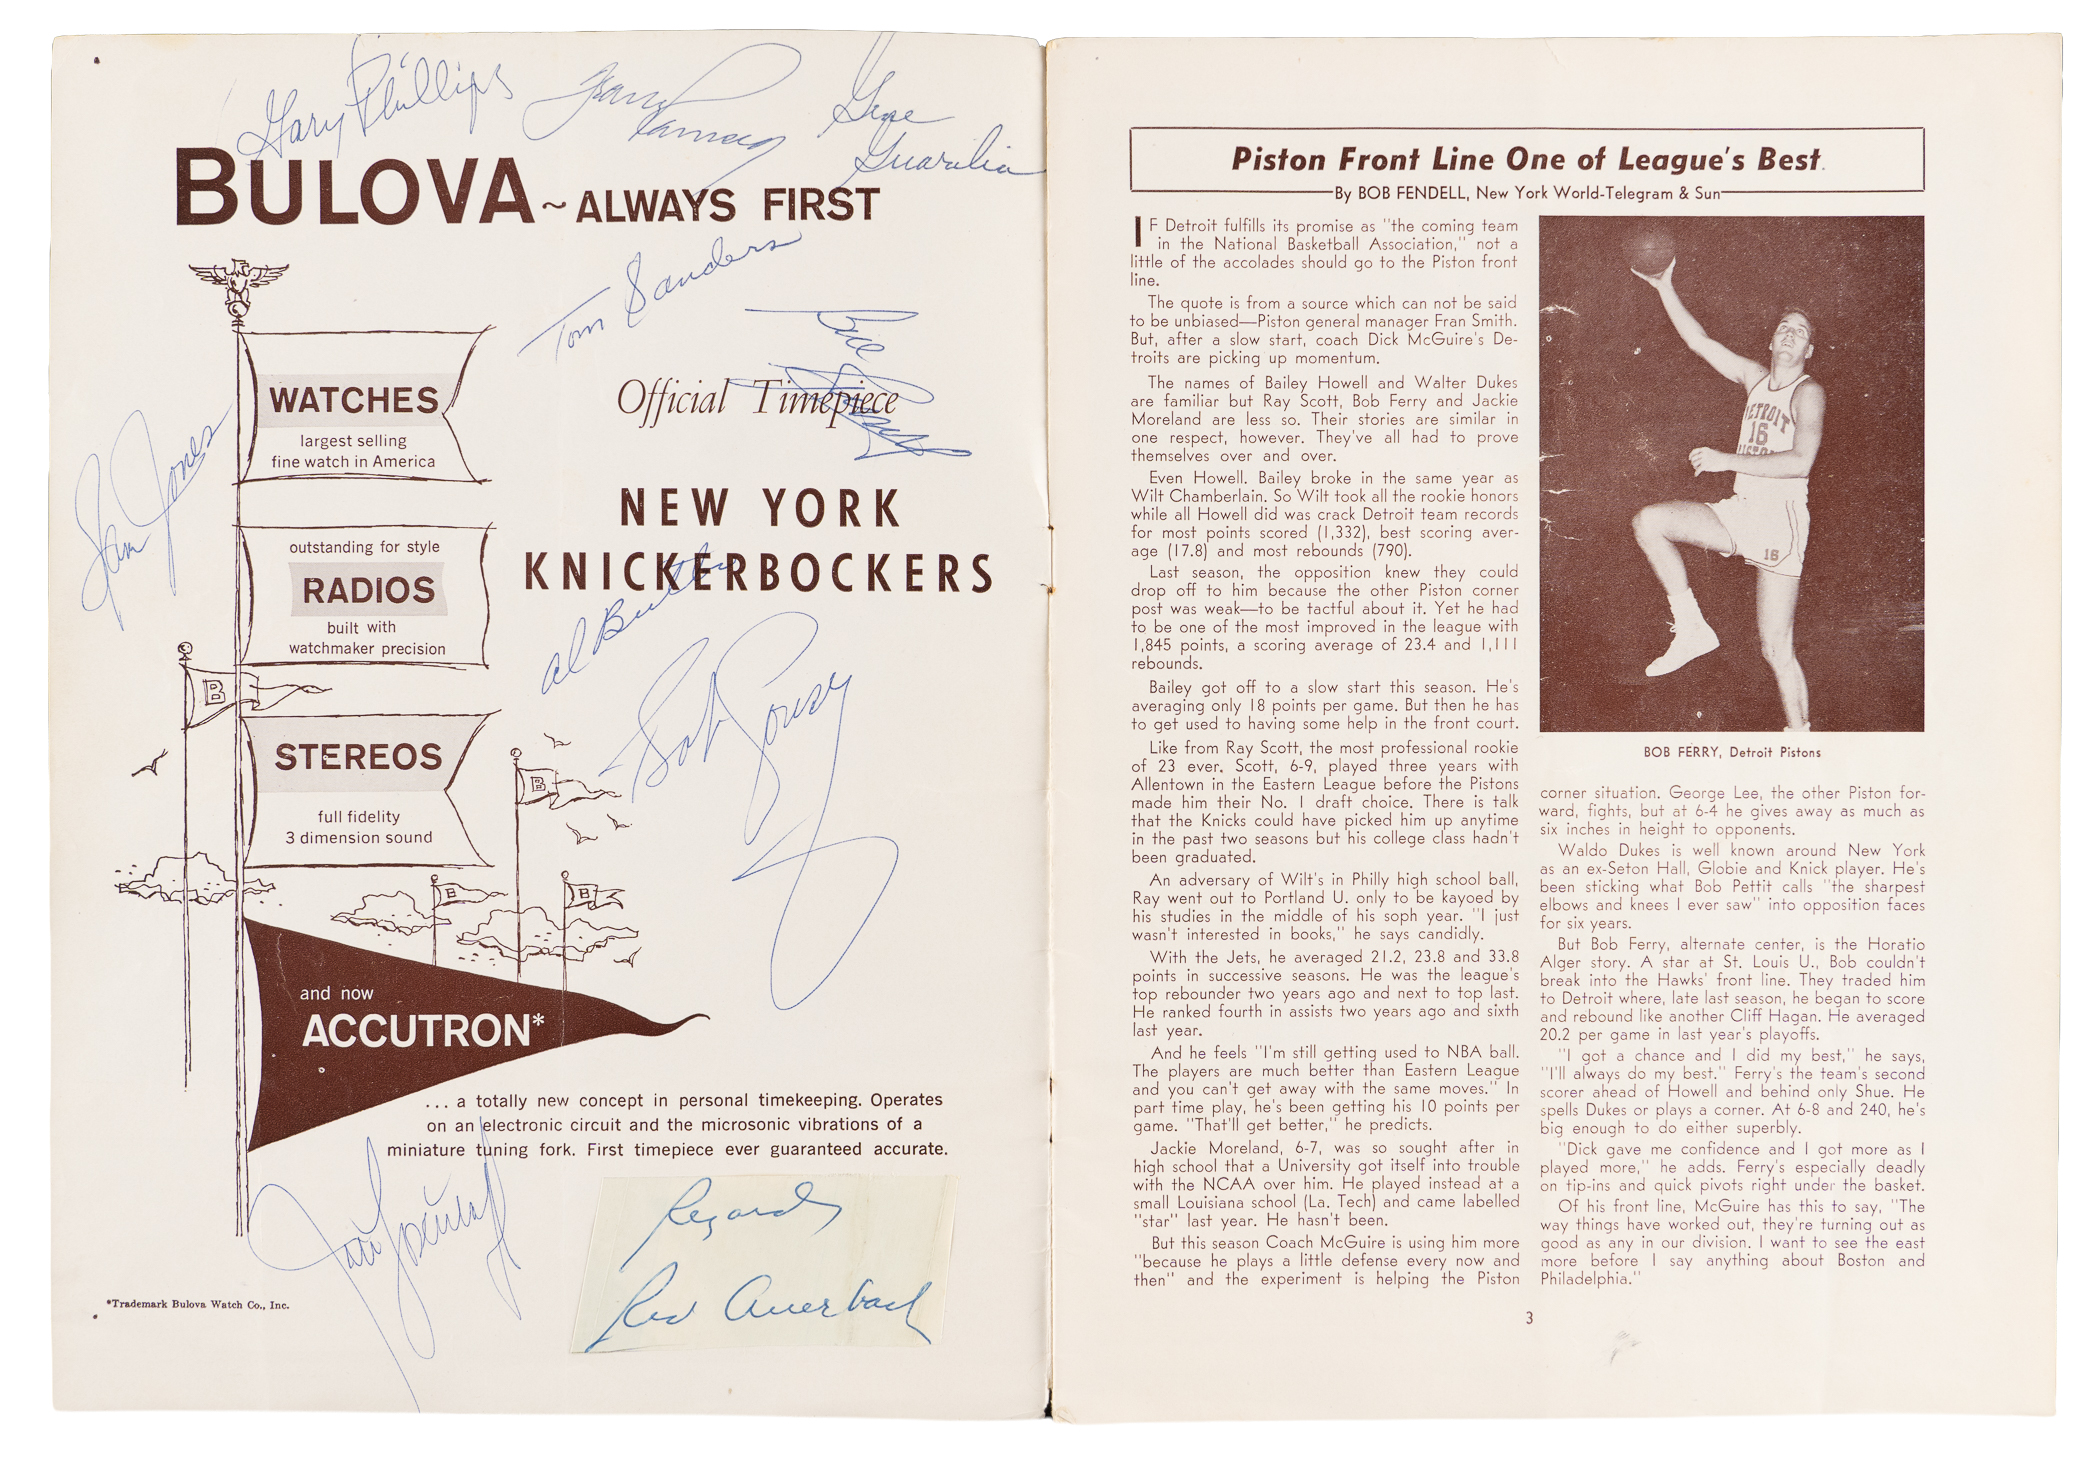 Gary Phillips
Frank
Ramsey
Gene
Guarilia
BULOVA ~ ALWAYS FIRST
Tom Sanders
WATCHES
largest selling
fine watch in America
Official Timepiece
Sam Jones
NEW YORK
KNICKERBOCKERS
outstanding for style
RADIOS
built with
watchmaker precision
Al Butler
B
Bob Cousy
STEREOS
full fidelity
3 dimension sound
B
B
B
and now
ACCUTRON*
... a totally new concept in personal timekeeping. Operates
on an electronic circuit and the microsonic vibrations of a
miniature tuning fork. First timepiece ever guaranteed accurate.
Regards
Red Auerbach
*Trademark Bulova Watch Co., Inc.
Piston Front Line One of League's Best.
By BOB FENDELL, New York World-Telegram & Sun
IF Detroit fulfills its promise as "the coming team
in the National Basketball Association," not a
little of the accolades should go to the Piston front
line.
The quote is from a source which can not be said
to be unbiased—Piston general manager Fran Smith.
But, after a slow start, coach Dick McGuire's De-
troits are picking up momentum.
The names of Bailey Howell and Walter Dukes
are familiar but Ray Scott, Bob Ferry and Jackie
Moreland are less so. Their stories are similar in
one respect, however. They've all had to prove
themselves over and over.
Even Howell. Bailey broke in the same year as
Wilt Chamberlain. So Wilt took all the rookie honors
while all Howell did was crack Detroit team records
for most points scored (1,332), best scoring aver-
age (17.8) and most rebounds (790).
Last season, the opposition knew they could
drop off to him because the other Piston corner
post was weak—to be tactful about it. Yet he had
to be one of the most improved in the league with
1,845 points, a scoring average of 23.4 and 1,111
rebounds.
Bailey got off to a slow start this season. He's
averaging only 18 points per game. But then he has
to get used to having some help in the front court.
Like from Ray Scott, the most professional rookie
of 23 ever. Scott, 6-9, played three years with
Allentown in the Eastern League before the Pistons
made him their No. 1 draft choice. There is talk
that the Knicks could have picked him up anytime
in the past two seasons but his college class hadn't
been graduated.
An adversary of Wilt's in Philly high school ball,
Ray went out to Portland U. only to be kayoed by
his studies in the middle of his soph year. "I just
wasn't interested in books," he says candidly.
With the Jets, he averaged 21.2, 23.8 and 33.8
points in successive seasons. He was the league's
top rebounder two years ago and next to top last.
He ranked fourth in assists two years ago and sixth
last year.
And he feels "I'm still getting used to NBA ball.
The players are much better than Eastern League
and you can't get away with the same moves." In
part time play, he's been getting his 10 points per
game. "That'll get better," he predicts.
Jackie Moreland, 6-7, was so sought after in
high school that a University got itself into trouble
with the NCAA over him. He played instead at a
small Louisiana school (La. Tech) and came labelled
"star" last year. He hasn't been.
But this season Coach McGuire is using him more
"because he plays a little defense every now and
then" and the experiment is helping the Piston
DETROIT
16
PISTONS
16
BOB FERRY, Detroit Pistons
corner situation. George Lee, the other Piston for-
ward, fights, but at 6-4 he gives away as much as
six inches in height to opponents.
Waldo Dukes is well known around New York
as an ex-Seton Hall, Globie and Knick player. He's
been sticking what Bob Pettit calls "the sharpest
elbows and knees I ever saw" into opposition faces
for six years.
But Bob Ferry, alternate center, is the Horatio
Alger story. A star at St. Louis U., Bob couldn't
break into the Hawks' front line. They traded him
to Detroit where, late last season, he began to score
and rebound like another Cliff Hagan. He averaged
20.2 per game in last year's playoffs.
"I got a chance and I did my best," he says,
"I'll always do my best." Ferry's the team's second
scorer ahead of Howell and behind only Shue. He
spells Dukes or plays a corner. At 6-8 and 240, he's
big enough to do either superbly.
"Dick gave me confidence and I got more as I
played more," he adds. Ferry's especially deadly
on tip-ins and quick pivots right under the basket.
Of his front line, McGuire has this to say, "The
way things have worked out, they're turning out as
good as any in our division. I want to see the east
more before I say anything about Boston and
Philadelphia."
3